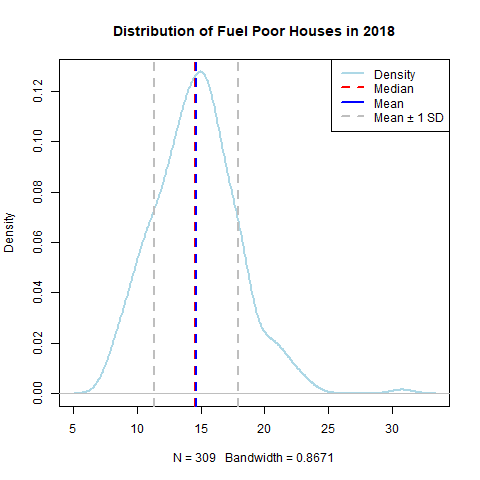 Distribution of Fuel Poor Houses in 2018
Density
Median
Mean
Mean ± 1 SD
Density
0.12
0.10
0.08
0.06
0.04
0.02
0.00
5 10 15 20 25 30
N = 309 Bandwidth = 0.8671